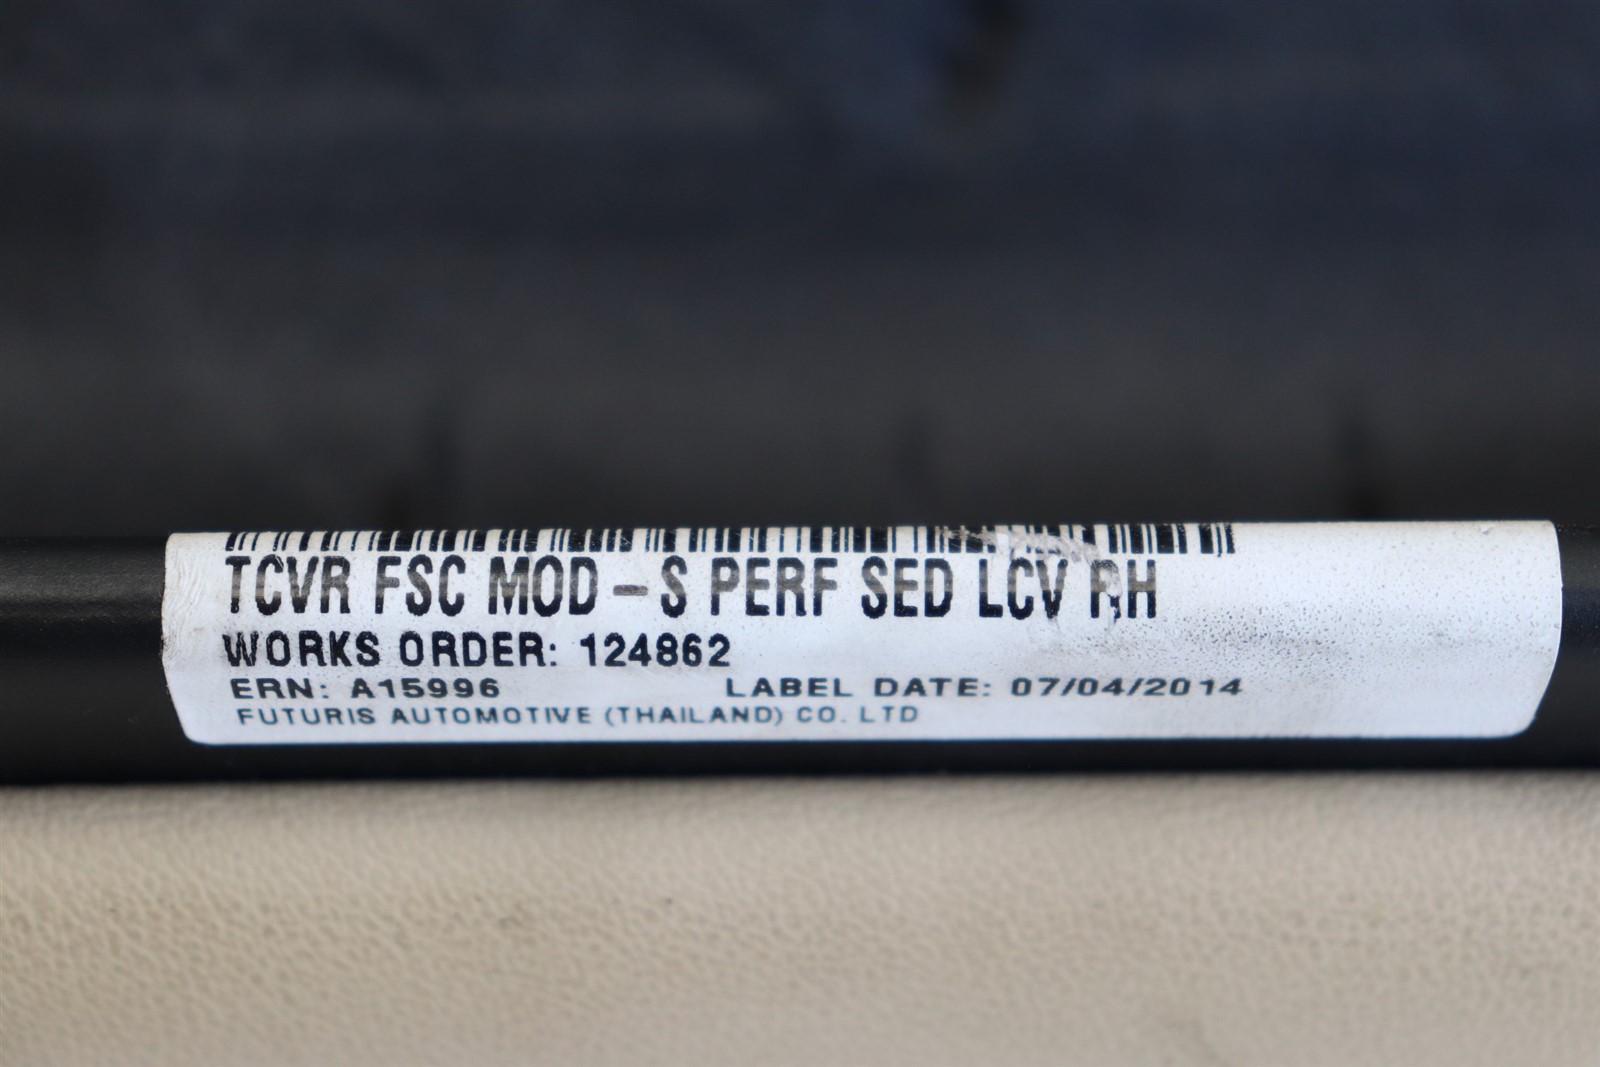 TCVR FSC MOD - S PERF SED LCV RH
WORKS ORDER: 124862
ERN: A15996 LABEL DATE: 07/04/2014
FUTURIS AUTOMOTIVE (THAILAND) CO. LTD